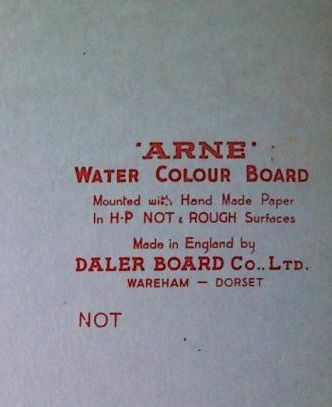 "ARNE"
WATER COLOUR BOARD
Mounted with Hand Made Paper
In H-P NOT & ROUGH Surfaces
Made in England by
DALER BOARD Co., LTD.
WAREHAM — DORSET
NOT